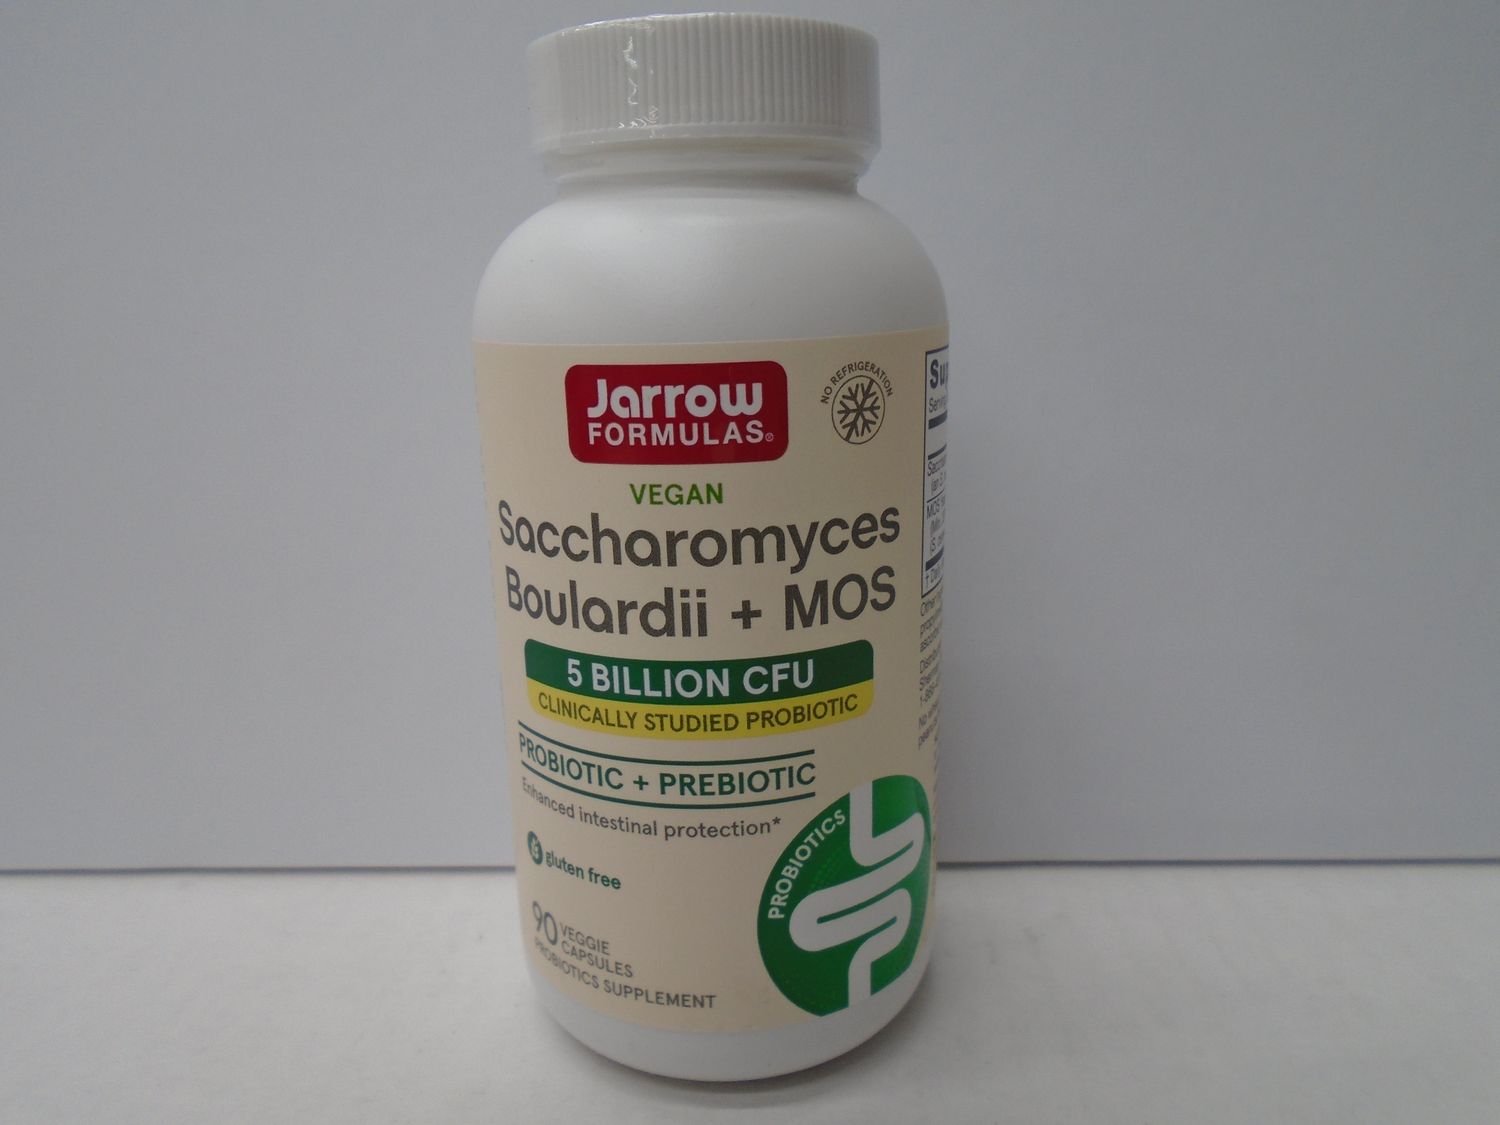 Jarrow
FORMULAS®
NO REFRIGERATION
VEGAN
Saccharomyces
Boulardii + MOS
5 BILLION CFU
CLINICALLY STUDIED PROBIOTIC
PROBIOTIC + PREBIOTIC
Enhanced intestinal protection*
gluten free
90 VEGGIE
CAPSULES
PROBIOTICS SUPPLEMENT
PROBIOTICS